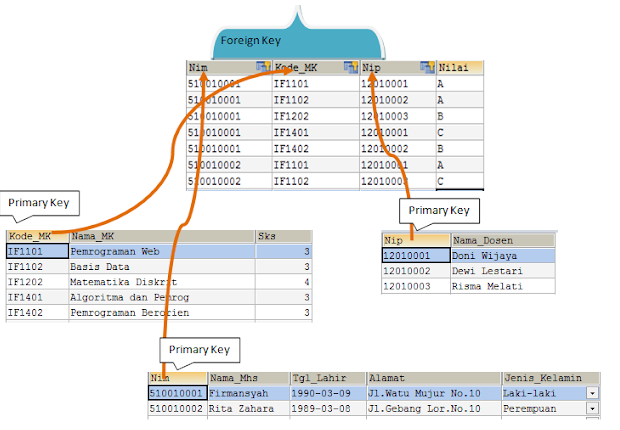 Foreign Key
Nim Kode_MK Nip Nilai
510010001 IF1101 12010001 A
510010001 IF1102 12010002 A
510010001 IF1202 12010003 B
510010001 IF1401 12010001 C
510010001 IF1402 12010002 B
510010002 IF1101 12010001 A
510010002 IF1102 C
Primary Key
Kode_MK Nama_MK Sks
IF1101 Pemrograman Web 3
IF1102 Basis Data 3
IF1202 Matematika Diskrit 4
IF1401 Algoritma dan Pemrog 3
IF1402 Pemrograman Berorien 3
Primary Key
Nip Nama_Dosen
12010001 Doni Wijaya
12010002 Dewi Lestari
12010003 Risma Melati
Primary Key
Nim Nama_Mhs Tgl_Lahir Alamat Jenis_Kelamin
510010001 Firmansyah 1990-03-09 Jl.Watu Mujur No.10 Laki-laki
510010002 Rita Zahara 1989-03-08 Jl.Gebang Lor.No.10 Perempuan